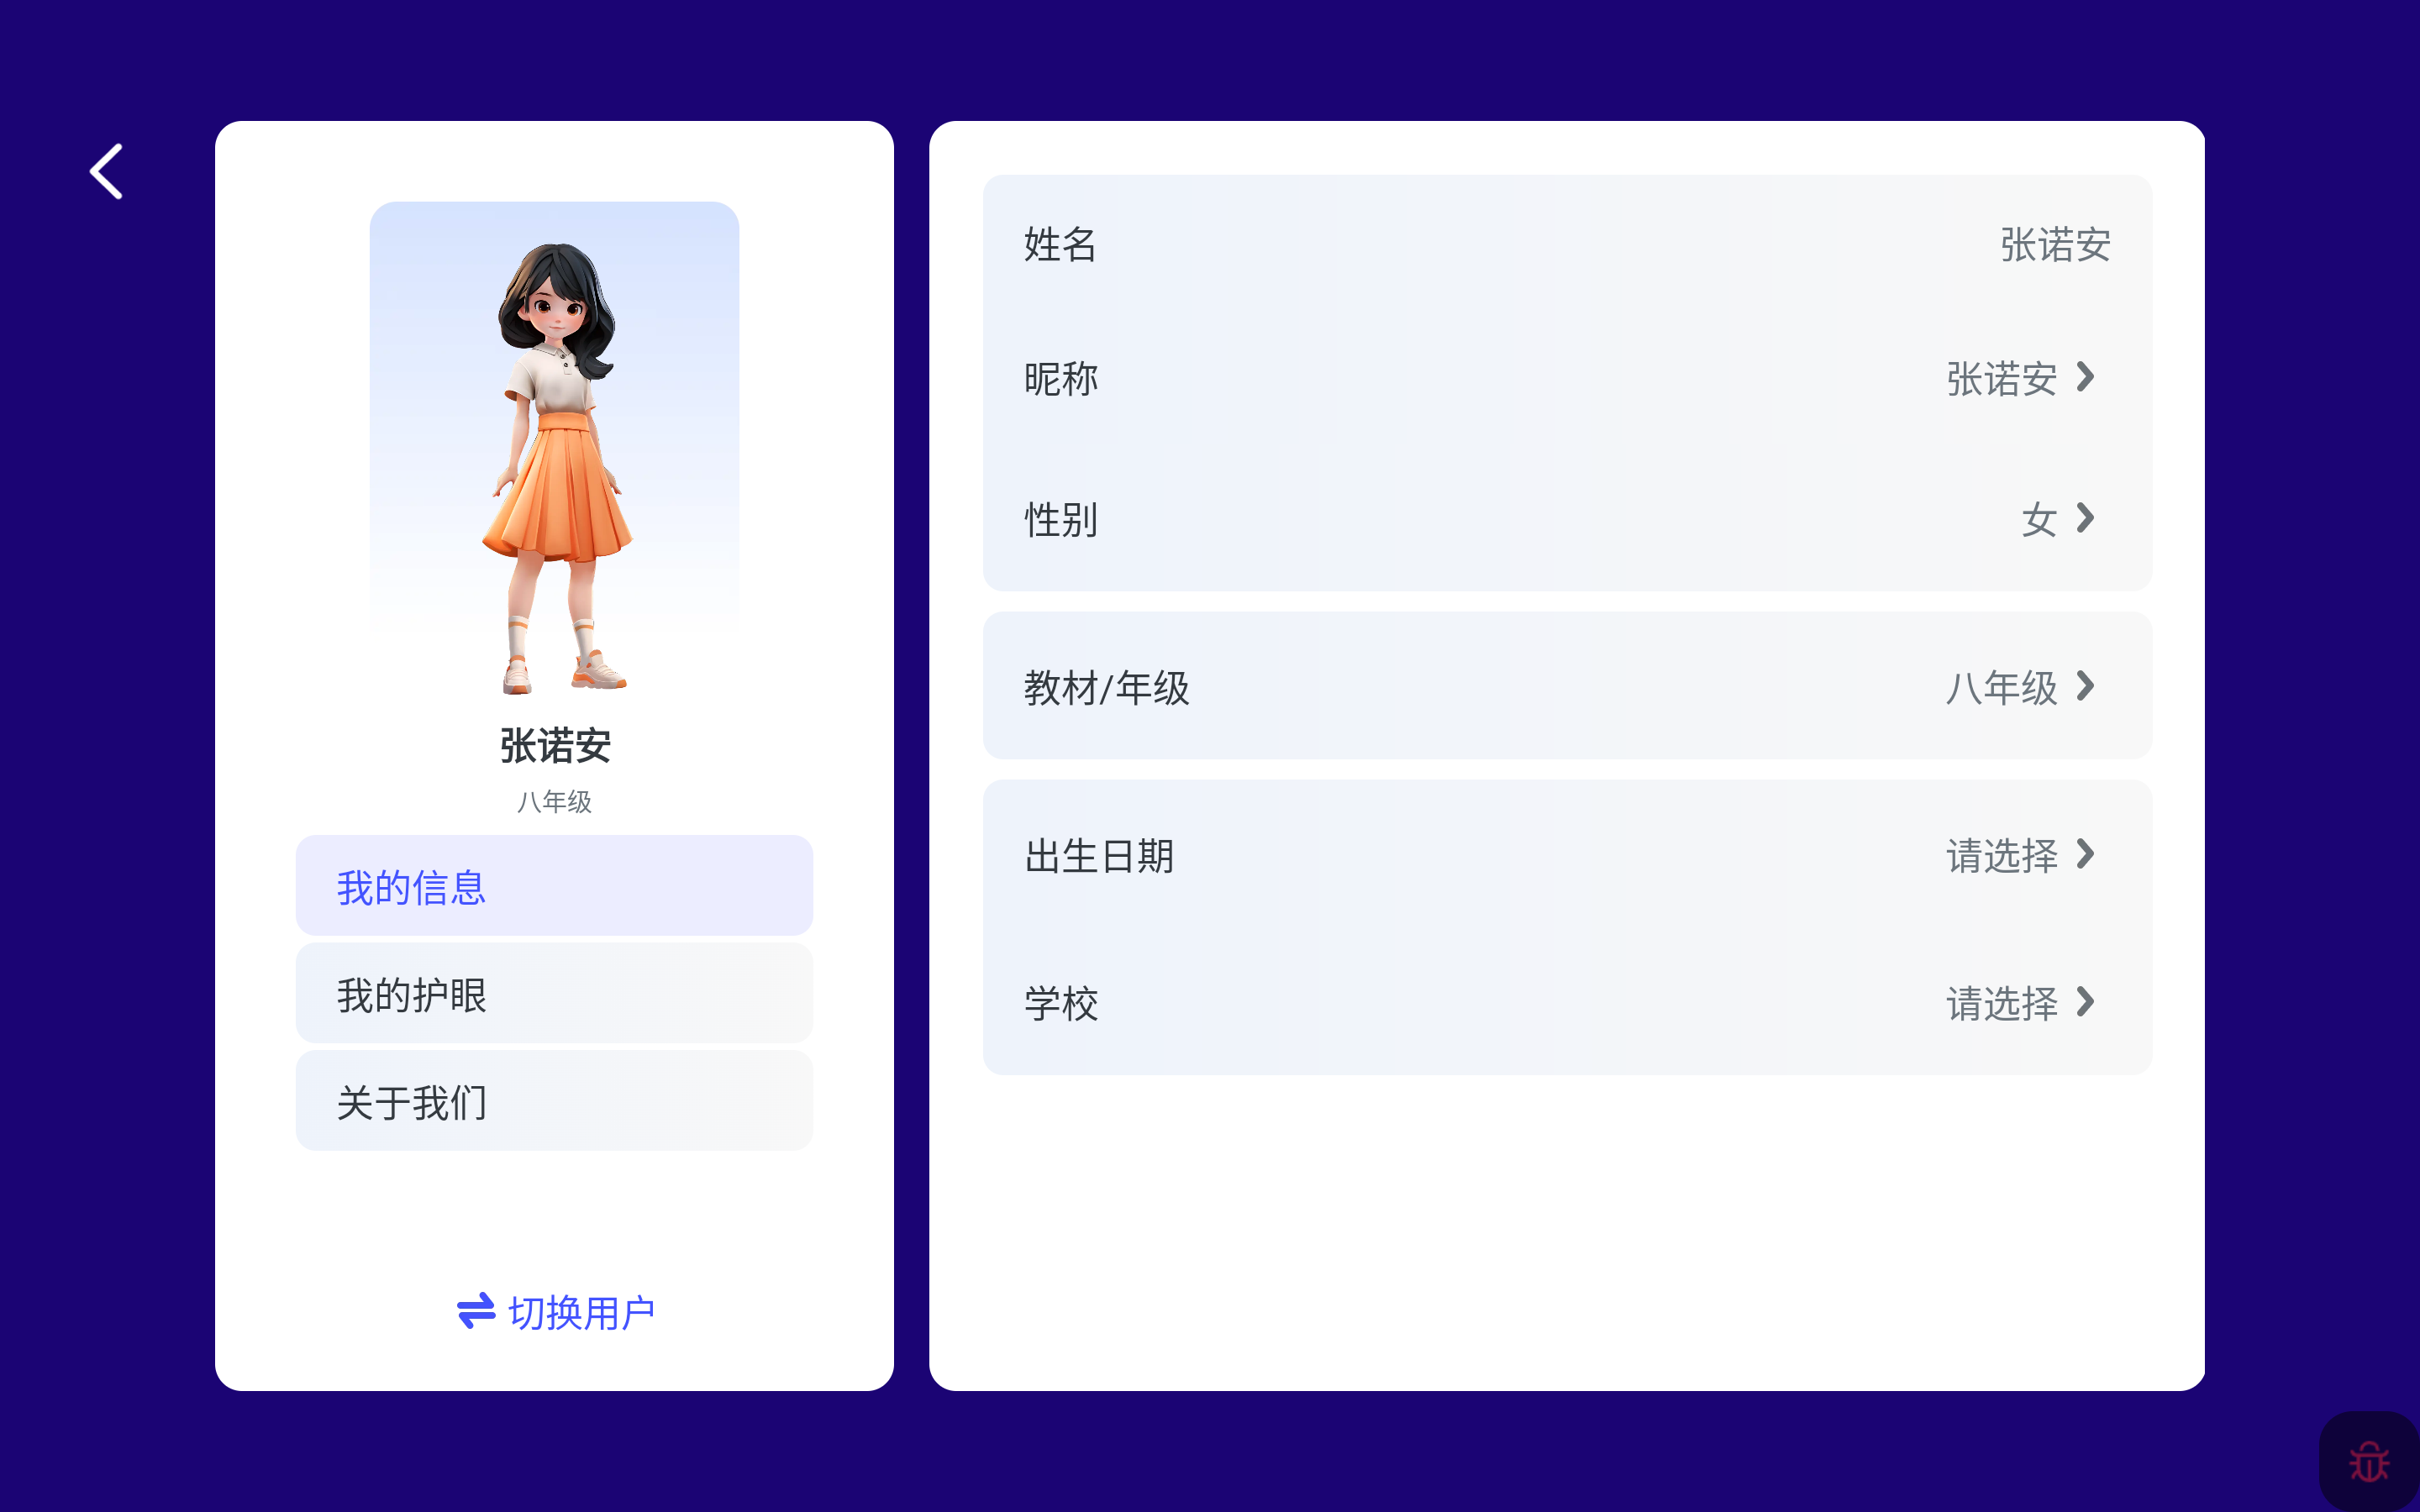 张诺安
八年级
我的信息
我的护眼
关于我们
切换用户
姓名 张诺安
昵称 张诺安
性别 女
教材/年级 八年级
出生日期 请选择
学校 请选择